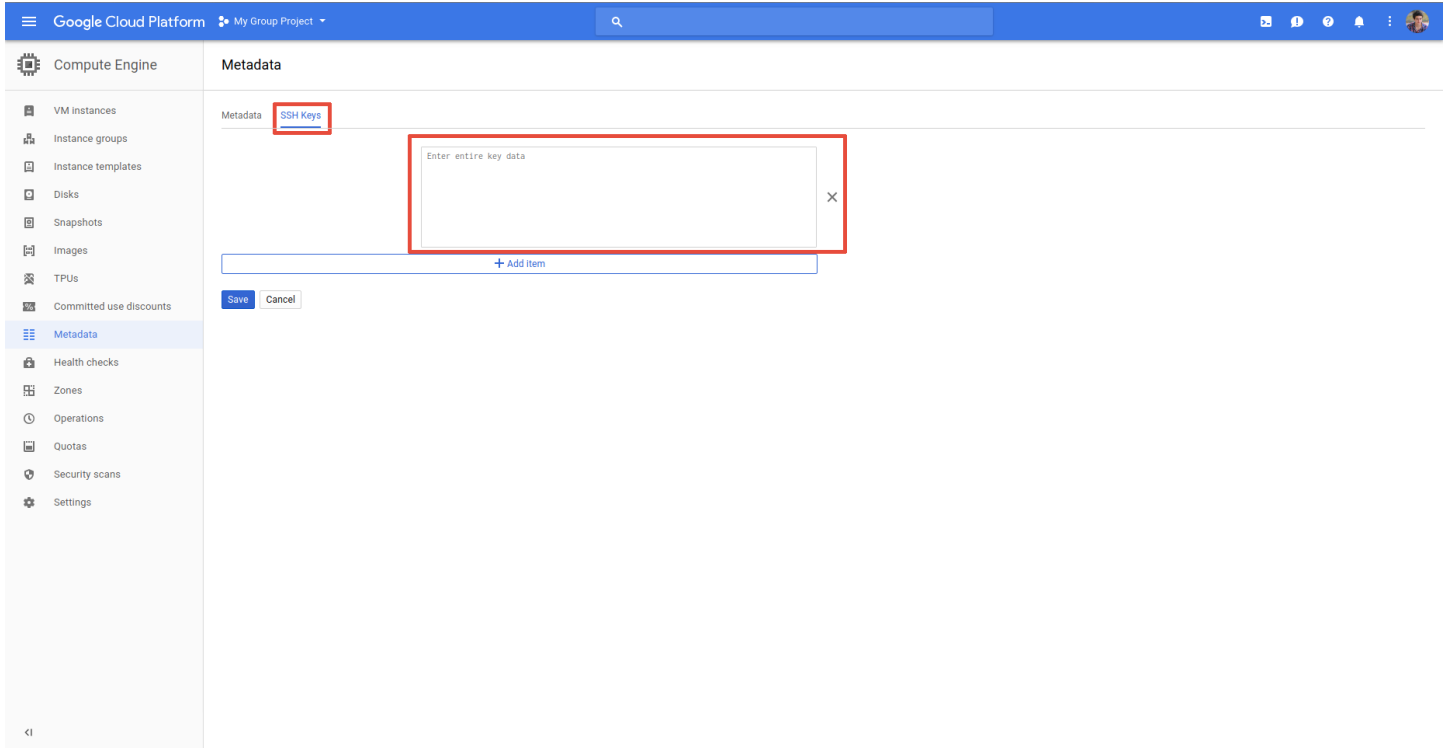 Google Cloud Platform My Group Project
Compute Engine
Metadata
VM instances
Instance groups
Instance templates
Disks
Snapshots
Images
TPUs
Committed use discounts
Metadata
Health checks
Zones
Operations
Quotas
Security scans
Settings
Metadata SSH Keys
Enter entire key data
+ Add item
Save Cancel